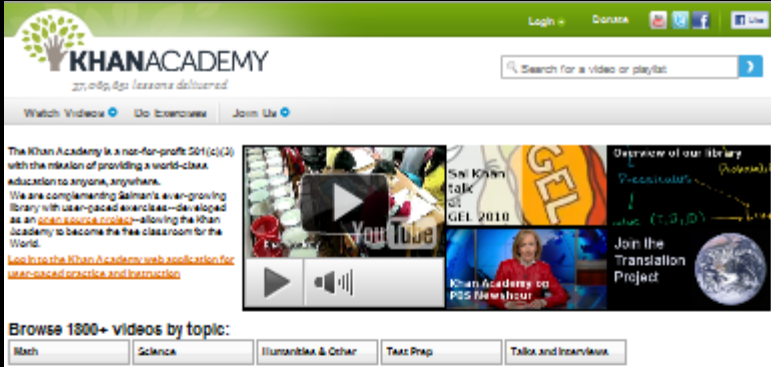 Login
Donate
Like
KHANACADEMY
37,089,651 lessons delivered
Search for a video or playlist
Watch Videos
Do Exercises
Join Us
The Khan Academy is a not-for-profit 501(c)(3)
with the mission of providing a world-class
education to anyone, anywhere.
We are complementing Salman's ever-growing
library with user-paced exercises--developed
as an open source project--allowing the Khan
Academy to become the free classroom for the
World.
Log in to the Khan Academy web application for
user-paced practice and instruction
YouTube
Sal Khan
talk
at
GEL 2010
GEL
Khan Academy on
PBS Newshour
Overview of our library
Precalculus
Join the
Translation
Project
Browse 1800+ videos by topic:
Math
Science
Humanities & Other
Test Prep
Talks and Interviews